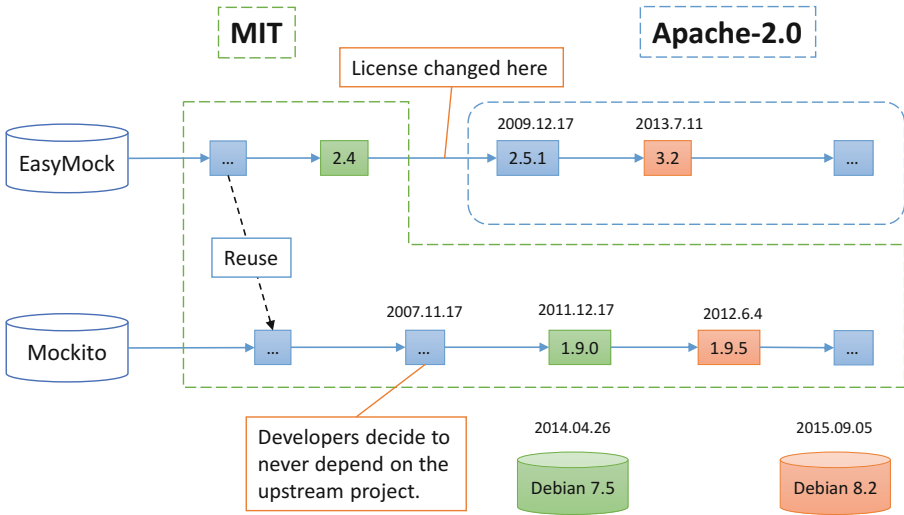 MIT
Apache-2.0
License changed here
2009.12.17
2013.7.11
EasyMock
...
2.4
2.5.1
3.2
...
Reuse
2007.11.17
2011.12.17
2012.6.4
Mockito
...
...
1.9.0
1.9.5
...
Developers decide to
never depend on the
upstream project.
2014.04.26
2015.09.05
Debian 7.5
Debian 8.2